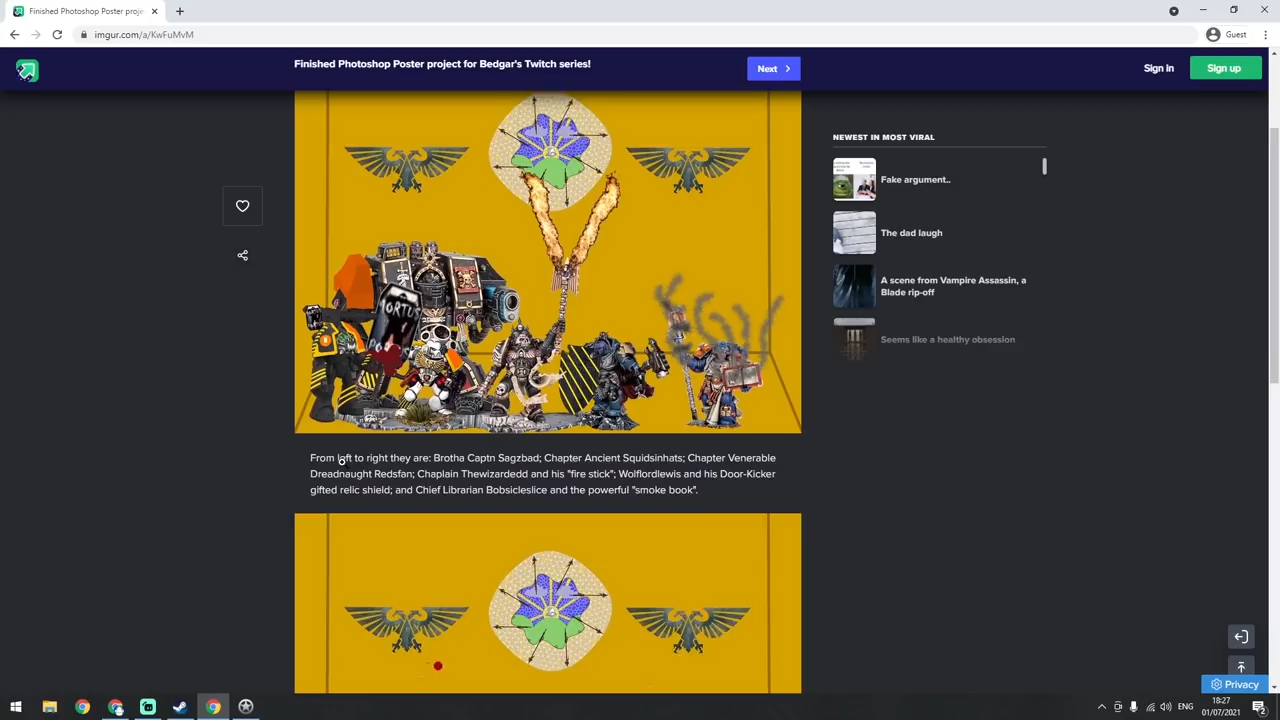 Finished Photoshop Poster proje
imgur.com/a/KwFuMvM
Guest
Finished Photoshop Poster project for Bedgar's Twitch series!
Next
Sign in
Sign up
NEWEST IN MOST VIRAL
Fake argument..
The dad laugh
A scene from Vampire Assassin, a
Blade rip-off
Seems like a healthy obsession
MORTUS
From left to right they are: Brotha Captn Sagzbad; Chapter Ancient Squidsinhats; Chapter Venerable
Dreadnaught Redsfan; Chaplain Thewizardedd and his "fire stick"; Wolflordlewis and his Door-Kicker
gifted relic shield; and Chief Librarian Bobsicleslice and the powerful "smoke book".
Privacy
ENG
18:27
01/07/2021
2